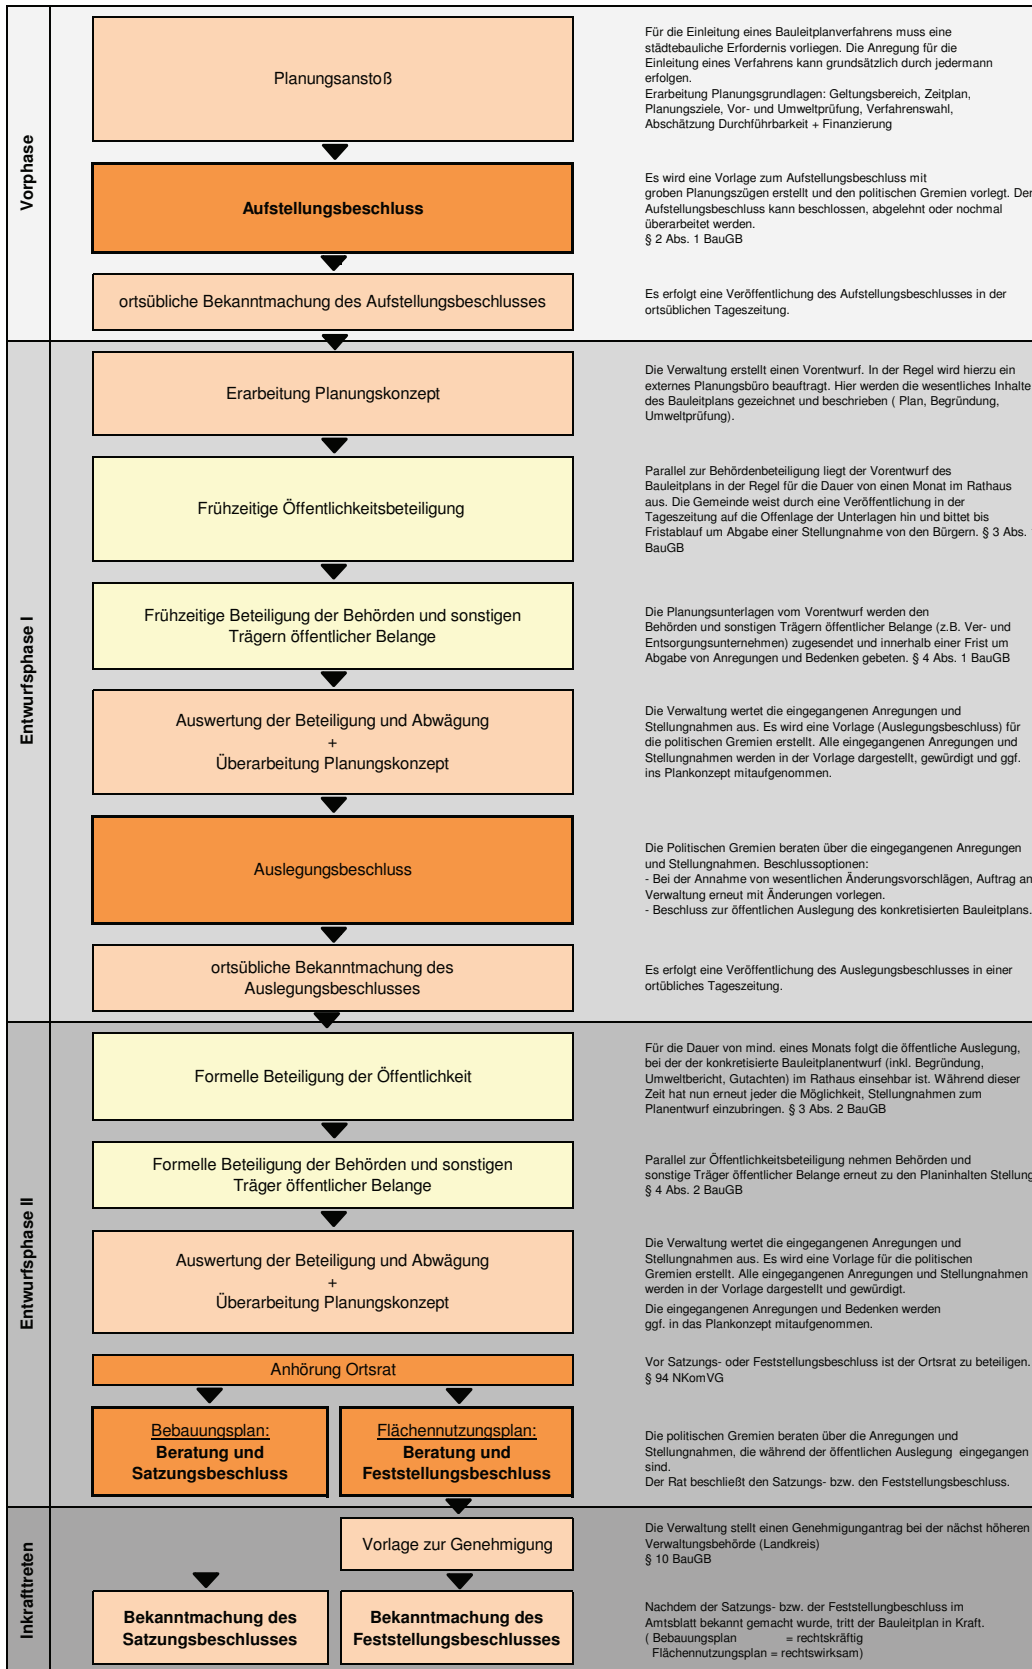 Vorphase
Planungsanstoß
Für die Einleitung eines Bauleitplanverfahrens muss eine
städtebauliche Erfordernis vorliegen. Die Anregung für die
Einleitung eines Verfahrens kann grundsätzlich durch jedermann
erfolgen.
Erarbeitung Planungsgrundlagen: Geltungsbereich, Zeitplan,
Planungsziele, Vor- und Umweltprüfung, Verfahrenswahl,
Abschätzung Durchführbarkeit + Finanzierung
Aufstellungsbeschluss
Es wird eine Vorlage zum Aufstellungsbeschluss mit
groben Planungszügen erstellt und den politischen Gremien vorlegt. Der
Aufstellungsbeschluss kann beschlossen, abgelehnt oder nochmal
überarbeitet werden.
§ 2 Abs. 1 BauGB
ortsübliche Bekanntmachung des Aufstellungsbeschlusses
Es erfolgt eine Veröffentlichung des Aufstellungsbeschlusses in der
ortsüblichen Tageszeitung.
Entwurfsphase I
Erarbeitung Planungskonzept
Die Verwaltung erstellt einen Vorentwurf. In der Regel wird hierzu ein
externes Planungsbüro beauftragt. Hier werden die wesentliches Inhalte
des Bauleitplans gezeichnet und beschrieben ( Plan, Begründung,
Umweltprüfung).
Frühzeitige Öffentlichkeitsbeteiligung
Parallel zur Behördenbeteiligung liegt der Vorentwurf des
Bauleitplans in der Regel für die Dauer von einen Monat im Rathaus
aus. Die Gemeinde weist durch eine Veröffentlichung in der
Tageszeitung auf die Offenlage der Unterlagen hin und bittet bis
Fristablauf um Abgabe einer Stellungnahme von den Bürgern. § 3 Abs.
BauGB
Frühzeitige Beteiligung der Behörden und sonstigen
Trägern öffentlicher Belange
Die Planungsunterlagen vom Vorentwurf werden den
Behörden und sonstigen Trägern öffentlicher Belange (z.B. Ver- und
Entsorgungsunternehmen) zugesendet und innerhalb einer Frist um
Abgabe von Anregungen und Bedenken gebeten. § 4 Abs. 1 BauGB
Auswertung der Beteiligung und Abwägung
+
Überarbeitung Planungskonzept
Die Verwaltung wertet die eingegangenen Anregungen und
Stellungnahmen aus. Es wird eine Vorlage (Auslegungsbeschluss) für
die politischen Gremien erstellt. Alle eingegangenen Anregungen und
Stellungnahmen werden in der Vorlage dargestellt, gewürdigt und ggf.
ins Plankonzept mitaufgenommen.
Auslegungsbeschluss
Die Politischen Gremien beraten über die eingegangenen Anregungen
und Stellungnahmen. Beschlussoptionen:
- Bei der Annahme von wesentlichen Änderungsvorschlägen, Auftrag an
Verwaltung erneut mit Änderungen vorlegen.
- Beschluss zur öffentlichen Auslegung des konkretisierten Bauleitplans.
ortsübliche Bekanntmachung des
Auslegungsbeschlusses
Es erfolgt eine Veröffentlichung des Auslegungsbeschlusses in einer
ortübliches Tageszeitung.
Entwurfsphase II
Formelle Beteiligung der Öffentlichkeit
Für die Dauer von mind. eines Monats folgt die öffentliche Auslegung,
bei der der konkretisierte Bauleitplanentwurf (inkl. Begründung,
Umweltbericht, Gutachten) im Rathaus einsehbar ist. Während dieser
Zeit hat nun erneut jeder die Möglichkeit, Stellungnahmen zum
Planentwurf einzubringen. § 3 Abs. 2 BauGB
Formelle Beteiligung der Behörden und sonstigen
Träger öffentlicher Belange
Parallel zur Öffentlichkeitsbeteiligung nehmen Behörden und
sonstige Träger öffentlicher Belange erneut zu den Planinhalten Stellung
§ 4 Abs. 2 BauGB
Auswertung der Beteiligung und Abwägung
+
Überarbeitung Planungskonzept
Die Verwaltung wertet die eingegangenen Anregungen und
Stellungnahmen aus. Es wird eine Vorlage für die politischen
Gremien erstellt. Alle eingegangenen Anregungen und Stellungnahmen
werden in der Vorlage dargestellt und gewürdigt.
Die eingegangenen Anregungen und Bedenken werden
ggf. in das Plankonzept mitaufgenommen.
Anhörung Ortsrat
Vor Satzungs- oder Feststellungsbeschluss ist der Ortsrat zu beteiligen.
§ 94 NKomVG
Bebauungsplan:
Beratung und
Satzungsbeschluss
Flächennutzungsplan:
Beratung und
Feststellungsbeschluss
Die politischen Gremien beraten über die Anregungen und
Stellungnahmen, die während der öffentlichen Auslegung eingegangen
sind.
Der Rat beschließt den Satzungs- bzw. den Feststellungsbeschluss.
Inkrafttreten
Vorlage zur Genehmigung
Die Verwaltung stellt einen Genehmigungantrag bei der nächst höheren
Verwaltungsbehörde (Landkreis)
§ 10 BauGB
Bekanntmachung des
Satzungsbeschlusses
Bekanntmachung des
Feststellungsbeschlusses
Nachdem der Satzungs- bzw. der Feststellungbeschluss im
Amtsblatt bekannt gemacht wurde, tritt der Bauleitplan in Kraft.
( Bebauungsplan = rechtskräftig
Flächennutzungsplan = rechtswirksam)